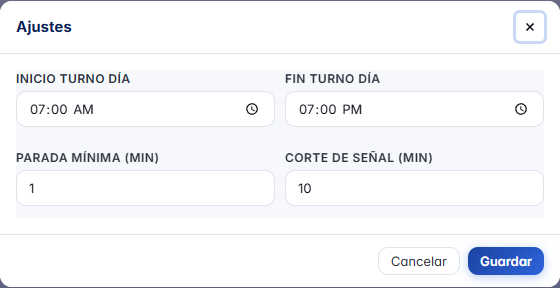 Ajustes
INICIO TURNO DÍA
FIN TURNO DÍA
07:00 AM
07:00 PM
PARADA MÍNIMA (MIN)
CORTE DE SEÑAL (MIN)
1
10
Cancelar
Guardar